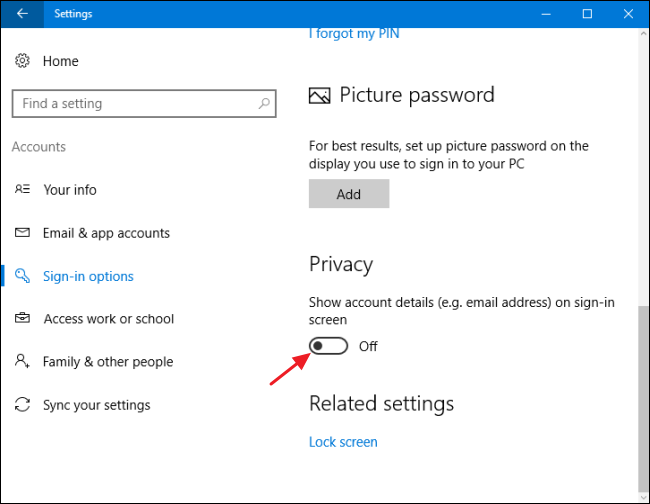 Settings
Home
Find a setting
Accounts
Your info
Email & app accounts
Sign-in options
Access work or school
Family & other people
Sync your settings
I forgot my PIN
Picture password
For best results, set up picture password on the
display you use to sign in to your PC
Add
Privacy
Show account details (e.g. email address) on sign-in
screen
Off
Related settings
Lock screen